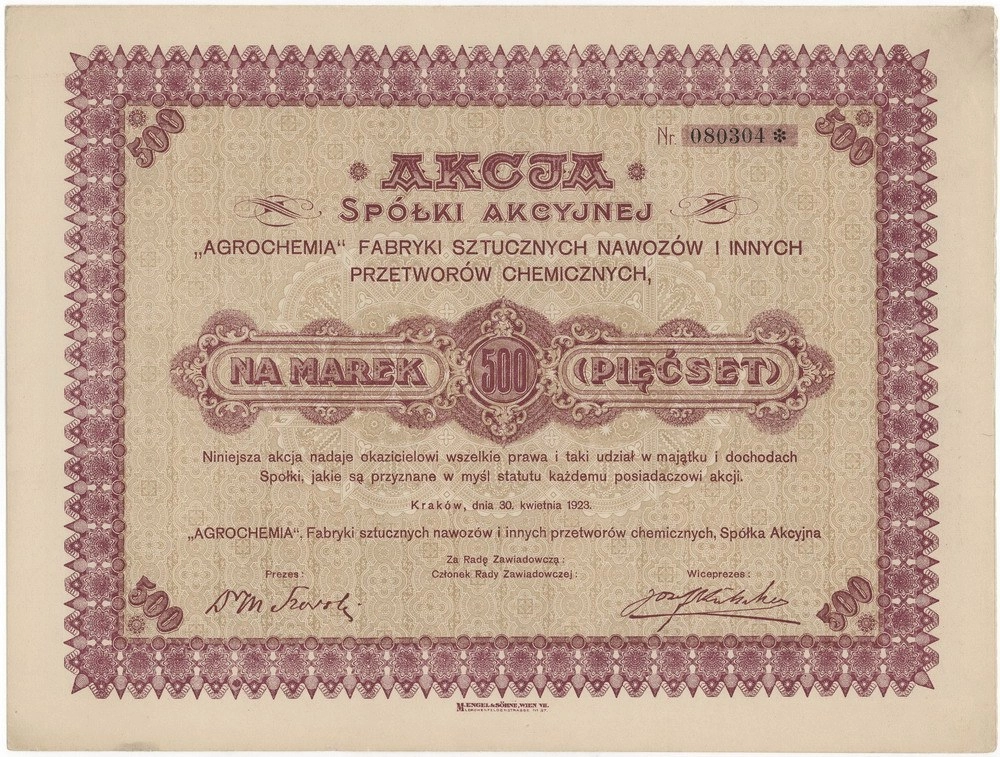 500
500
Nr. 080304 *
AKCJA
SPÓŁKI AKCYJNEJ
„AGROCHEMIA“ FABRYKI SZTUCZNYCH NAWOZÓW I INNYCH
PRZETWORÓW CHEMICZNYCH,
NA MAREK 500 (PIĘĆSET)
Niniejsza akcja nadaje okazicielowi wszelkie prawa i taki udział w majątku i dochodach
Spółki, jakie są przyznane w myśl statutu każdemu posiadaczowi akcji.
Kraków, dnia 30. kwietnia 1923.
„AGROCHEMIA“. Fabryki sztucznych nawozów i innych przetworów chemicznych, Spółka Akcyjna
Za Radę Zawiadowczą:
Prezes: Członek Rady Zawiadowczej: Wiceprezes:
500
500
M. ENGEL & SÖHNE, WIEN VII.